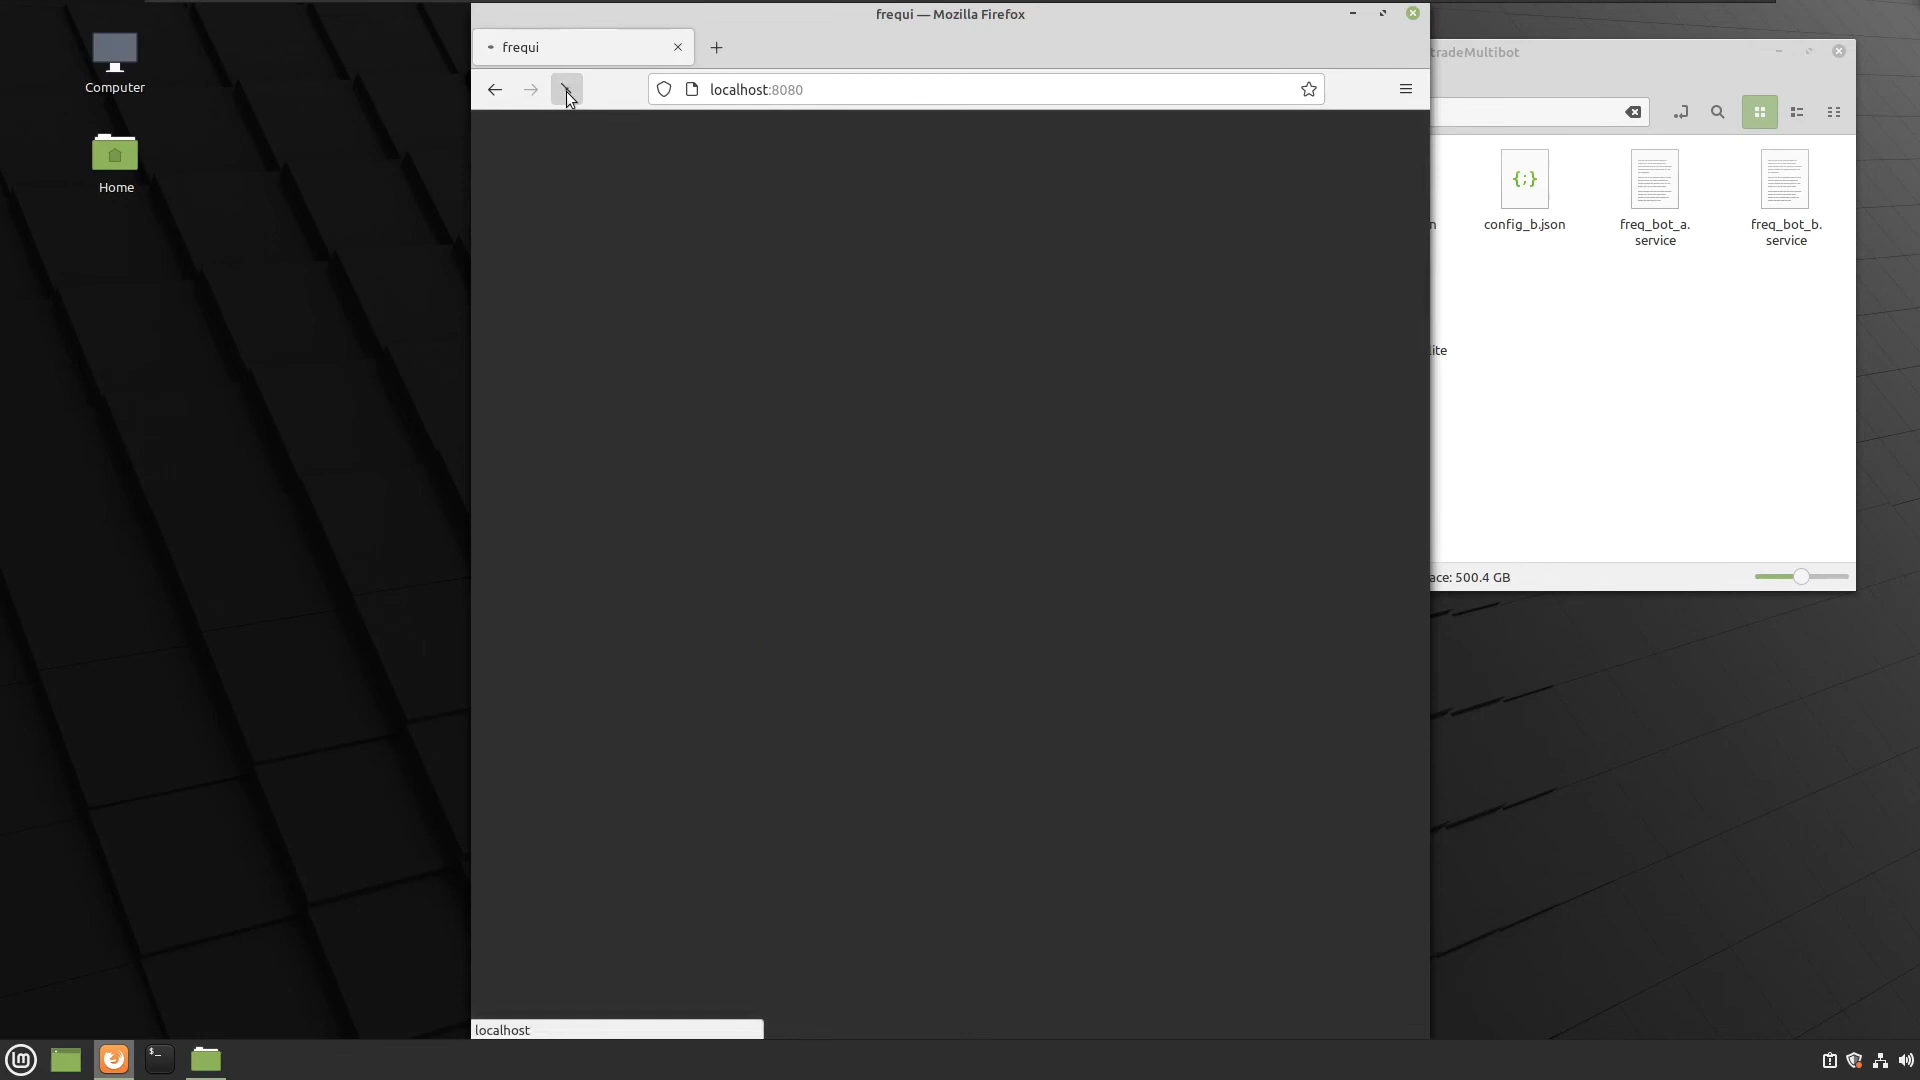 frequi — Mozilla Firefox
frequi
localhost:8080
Computer
Home
tradeMultibot
n
config_b.json
freq_bot_a.
service
freq_bot_b.
service
ite
ace: 500.4 GB
localhost